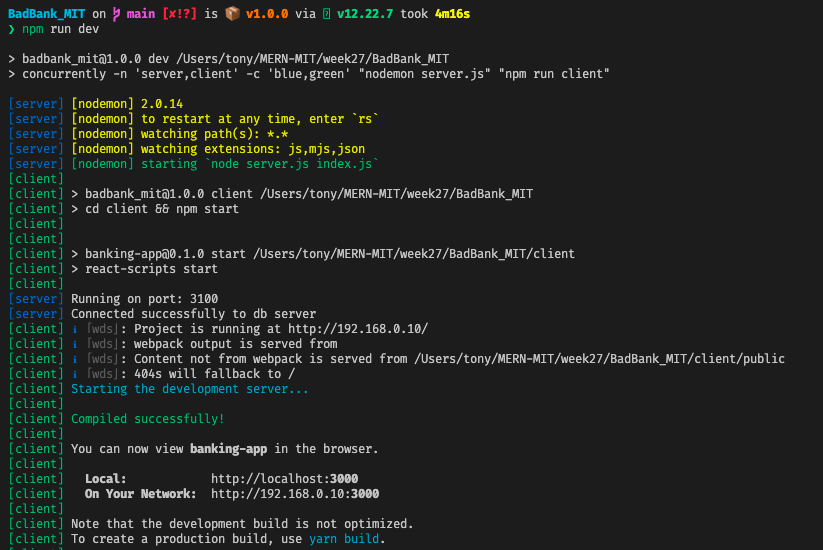 BadBank_MIT on main [✘!?] is 📦 v1.0.0 via v12.22.7 took 4m16s
❯ npm run dev
> badbank_mit@1.0.0 dev /Users/tony/MERN-MIT/week27/BadBank_MIT
> concurrently -n 'server,client' -c 'blue,green' "nodemon server.js" "npm run client"
[server] [nodemon] 2.0.14
[server] [nodemon] to restart at any time, enter `rs`
[server] [nodemon] watching path(s): *.*
[server] [nodemon] watching extensions: js,mjs,json
[server] [nodemon] starting `node server.js index.js`
[client]
[client] > badbank_mit@1.0.0 client /Users/tony/MERN-MIT/week27/BadBank_MIT
[client] > cd client && npm start
[client]
[client]
[client] > banking-app@0.1.0 start /Users/tony/MERN-MIT/week27/BadBank_MIT/client
[client] > react-scripts start
[client]
[server] Running on port: 3100
[server] Connected successfully to db server
[client] ℹ ｢wds｣: Project is running at http://192.168.0.10/
[client] ℹ ｢wds｣: webpack output is served from
[client] ℹ ｢wds｣: Content not from webpack is served from /Users/tony/MERN-MIT/week27/BadBank_MIT/client/public
[client] ℹ ｢wds｣: 404s will fallback to /
[client] Starting the development server...
[client]
[client] Compiled successfully!
[client]
[client] You can now view banking-app in the browser.
[client]
[client] Local: http://localhost:3000
[client] On Your Network: http://192.168.0.10:3000
[client]
[client] Note that the development build is not optimized.
[client] To create a production build, use yarn build.
[client]